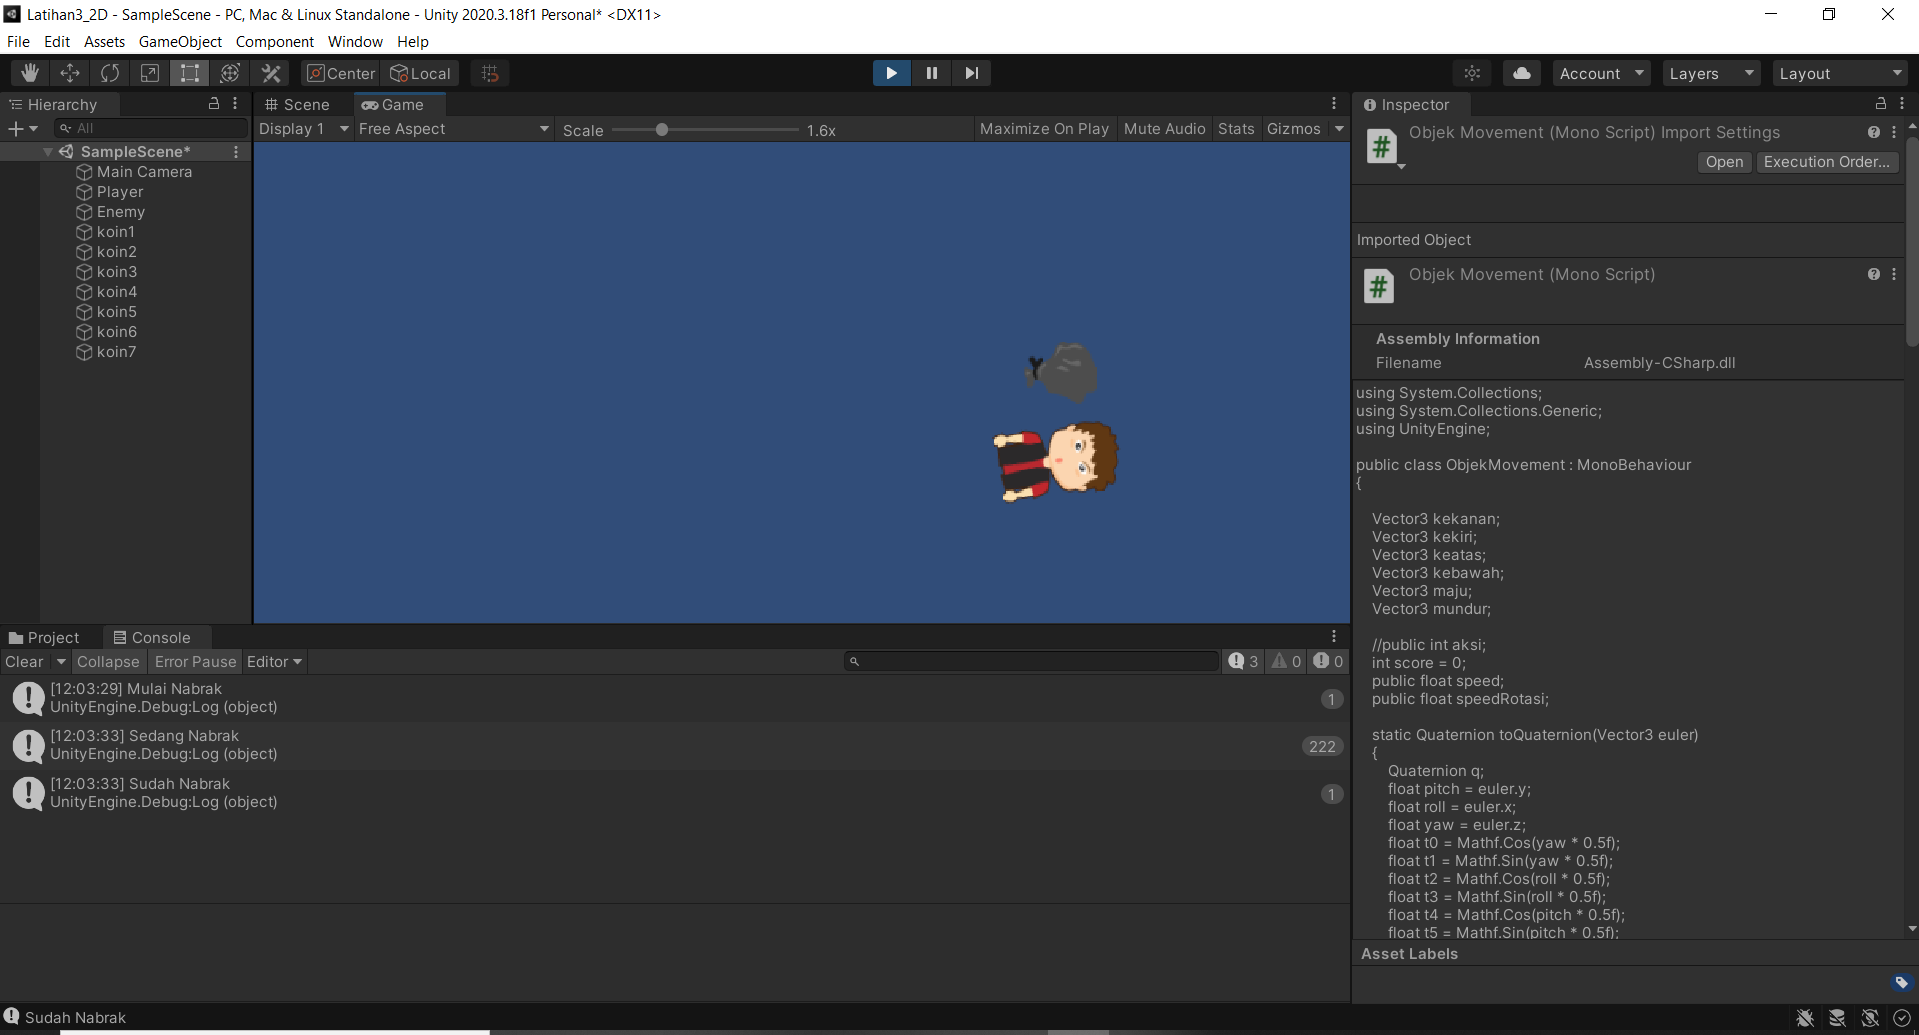 Latihan3_2D - SampleScene - PC, Mac & Linux Standalone - Unity 2020.3.18f1 Personal* <DX11>
File Edit Assets GameObject Component Window Help
Center Local Account Layers Layout
Hierarchy
All
SampleScene*
Main Camera
Player
Enemy
koin1
koin2
koin3
koin4
koin5
koin6
koin7
Scene Game
Display 1 Free Aspect Scale 1.6x Maximize On Play Mute Audio Stats Gizmos
Project Console
Clear Collapse Error Pause Editor 3 0 0
[12:03:29] Mulai Nabrak
UnityEngine.Debug:Log (object)
1
[12:03:33] Sedang Nabrak
UnityEngine.Debug:Log (object)
222
[12:03:33] Sudah Nabrak
UnityEngine.Debug:Log (object)
1
Inspector
Objek Movement (Mono Script) Import Settings
Open Execution Order...
Imported Object
Objek Movement (Mono Script)
Assembly Information
Filename Assembly-CSharp.dll
using System.Collections;
using System.Collections.Generic;
using UnityEngine;
public class ObjekMovement : MonoBehaviour
{
Vector3 kekanan;
Vector3 kekiri;
Vector3 keatas;
Vector3 kebawah;
Vector3 maju;
Vector3 mundur;
//public int aksi;
int score = 0;
public float speed;
public float speedRotasi;
static Quaternion toQuaternion(Vector3 euler)
{
Quaternion q;
float pitch = euler.y;
float roll = euler.x;
float yaw = euler.z;
float t0 = Mathf.Cos(yaw * 0.5f);
float t1 = Mathf.Sin(yaw * 0.5f);
float t2 = Mathf.Cos(roll * 0.5f);
float t3 = Mathf.Sin(roll * 0.5f);
float t4 = Mathf.Cos(pitch * 0.5f);
float t5 = Mathf.Sin(pitch * 0.5f);
Asset Labels
Sudah Nabrak